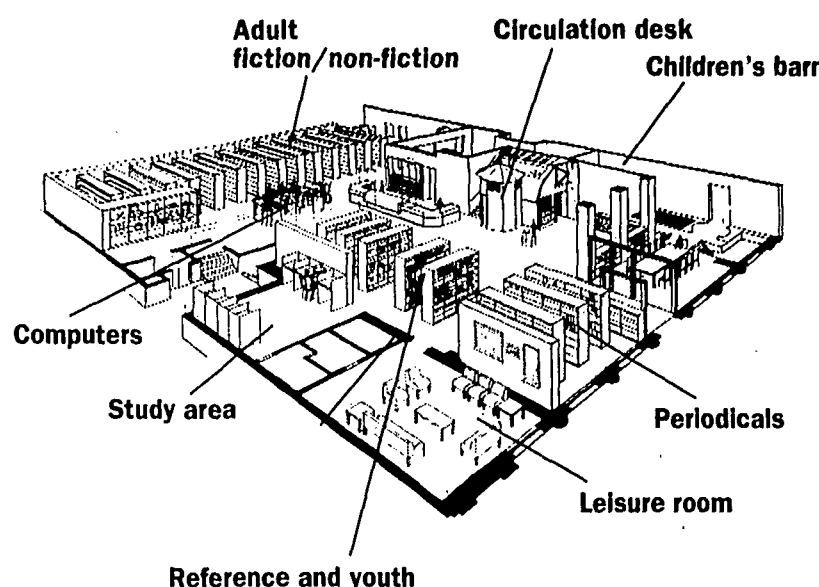 Adult
fiction/non-fiction
Circulation desk
Children's barn
Computers
Study area
Periodicals
Leisure room
Reference and youth